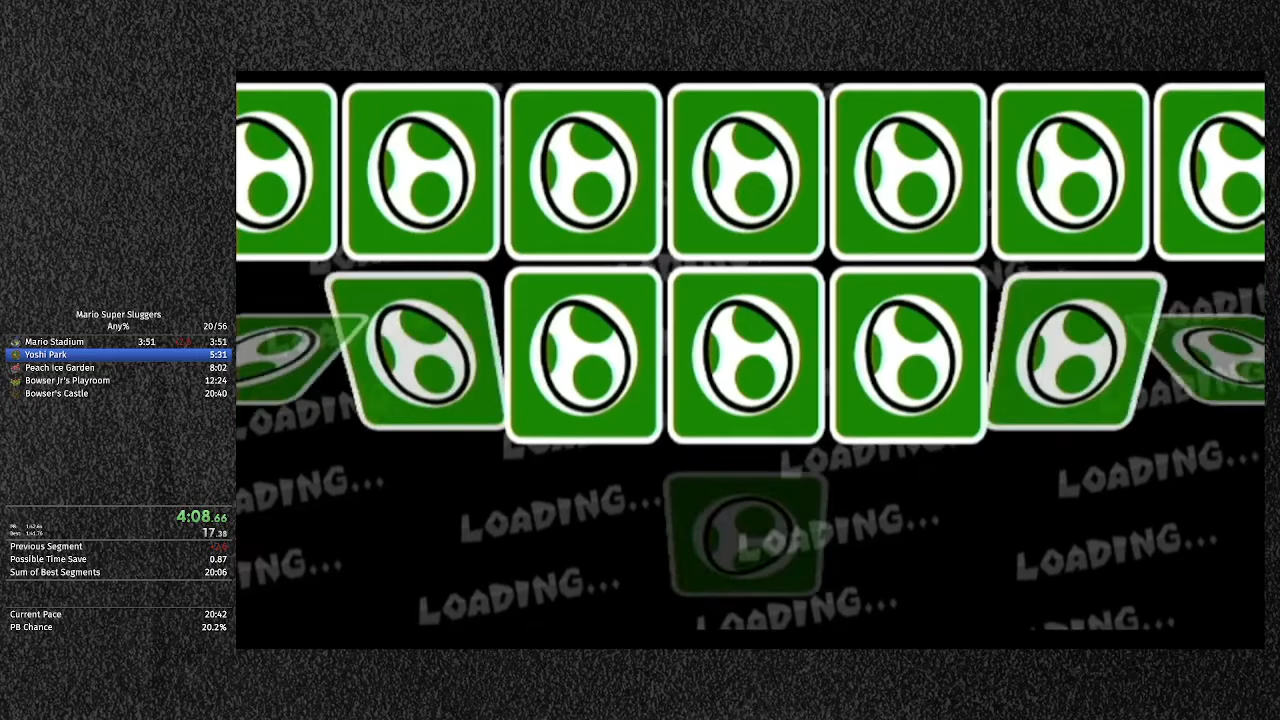 Mario Super Sluggers
Any% 20/56
Mario Stadium 3:51 3:51
Yoshi Park 5:31
Peach Ice Garden 8:02
Bowser Jr's Playroom 12:24
Bowser's Castle 20:40
4:08.66
17.38
Previous Segment
Possible Time Save 0.87
Sum of Best Segments 20:06
Current Pace 20:42
PB Chance 20.2%
LOADING...
LOADING...
LOADING...
LOADING...
LOADING...
LOADING...
LOADING...